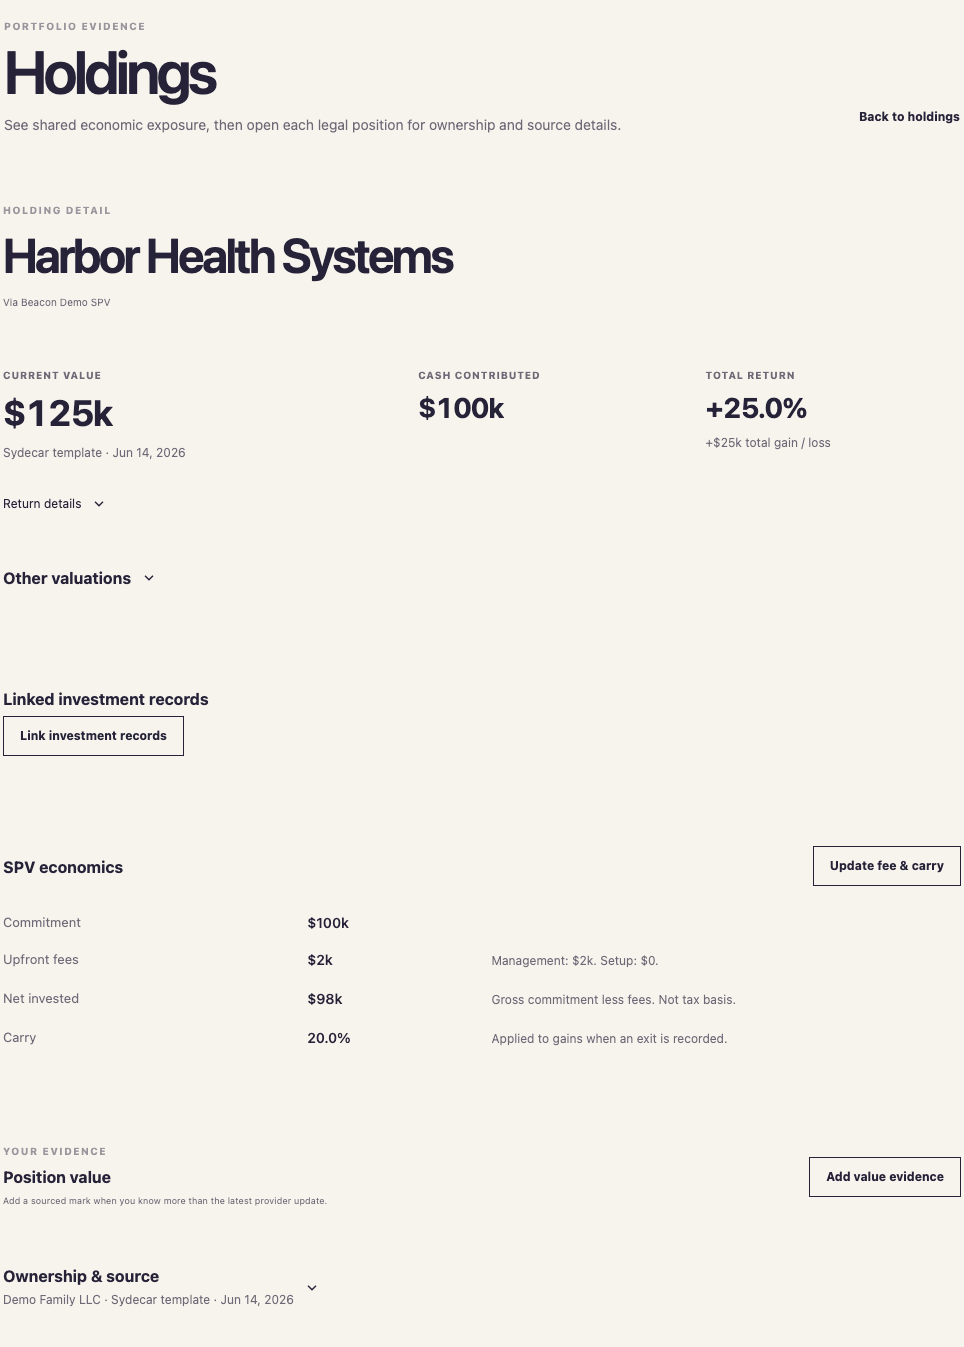 PORTFOLIO EVIDENCE
Holdings
See shared economic exposure, then open each legal position for ownership and source details.
Back to holdings
HOLDING DETAIL
Harbor Health Systems
Via Beacon Demo SPV
CURRENT VALUE
$125k
Sydecar template · Jun 14, 2026
CASH CONTRIBUTED
$100k
TOTAL RETURN
+25.0%
+$25k total gain / loss
Return details
Other valuations
Linked investment records
Link investment records
SPV economics
Update fee & carry
Commitment $100k
Upfront fees $2k Management: $2k. Setup: $0.
Net invested $98k Gross commitment less fees. Not tax basis.
Carry 20.0% Applied to gains when an exit is recorded.
YOUR EVIDENCE
Position value
Add a sourced mark when you know more than the latest provider update.
Add value evidence
Ownership & source
Demo Family LLC · Sydecar template · Jun 14, 2026